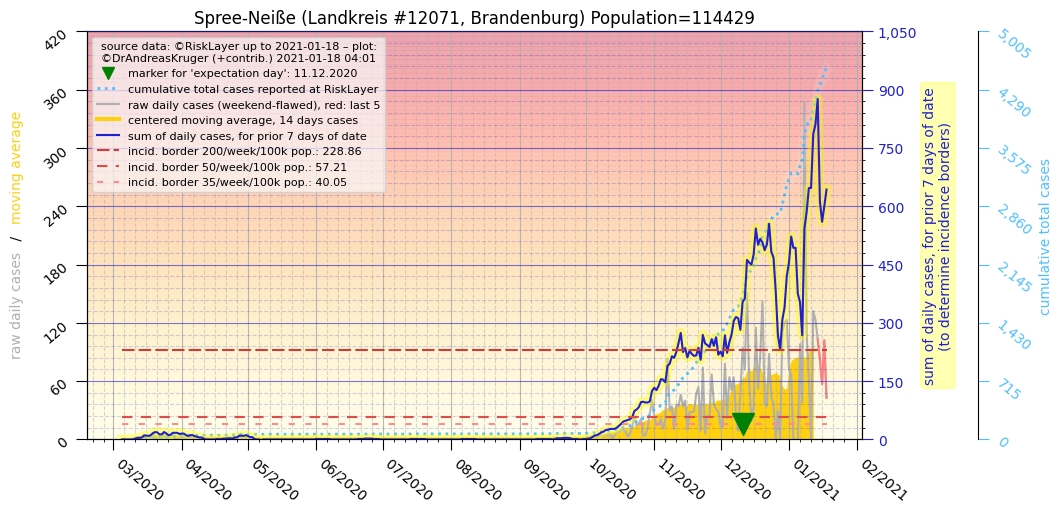 Spree-Neiße (Landkreis #12071, Brandenburg) Population=114429
source data: ©RiskLayer up to 2021-01-18 – plot:
©DrAndreasKruger (+contrib.) 2021-01-18 04:01
marker for 'expectation day': 11.12.2020
cumulative total cases reported at RiskLayer
raw daily cases (weekend-flawed), red: last 5
centered moving average, 14 days cases
sum of daily cases, for prior 7 days of date
incid. border 200/week/100k pop.: 228.86
incid. border 50/week/100k pop.: 57.21
incid. border 35/week/100k pop.: 40.05
raw daily cases / moving average
420
360
300
240
180
120
60
0
03/2020
04/2020
05/2020
06/2020
07/2020
08/2020
09/2020
10/2020
11/2020
12/2020
01/2021
02/2021
1,050
900
750
600
450
300
150
0
sum of daily cases, for prior 7 days of date
(to determine incidence borders)
5,005
4,290
3,575
2,860
2,145
1,430
715
0
cumulative total cases